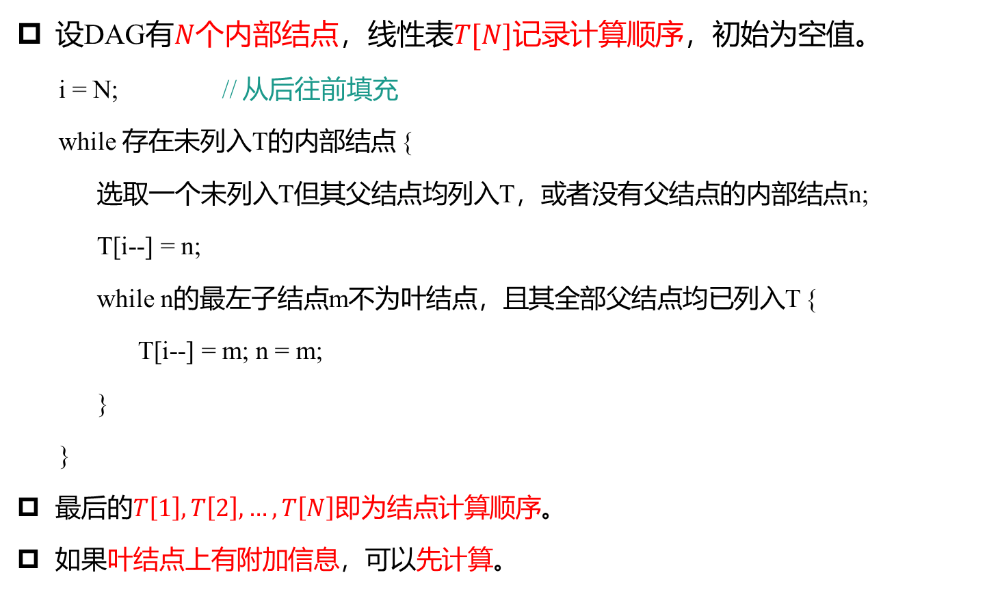 设DAG有N个内部结点，线性表T[N]记录计算顺序，初始为空值。
i = N; // 从后往前填充
while 存在未列入T的内部结点 {
选取一个未列入T但其父结点均列入T，或者没有父结点的内部结点n;
T[i--] = n;
while n的最左子结点m不为叶结点，且其全部父结点均已列入T {
T[i--] = m; n = m;
}
}
最后的T[1], T[2], ... , T[N]即为结点计算顺序。
如果叶结点上有附加信息，可以先计算。